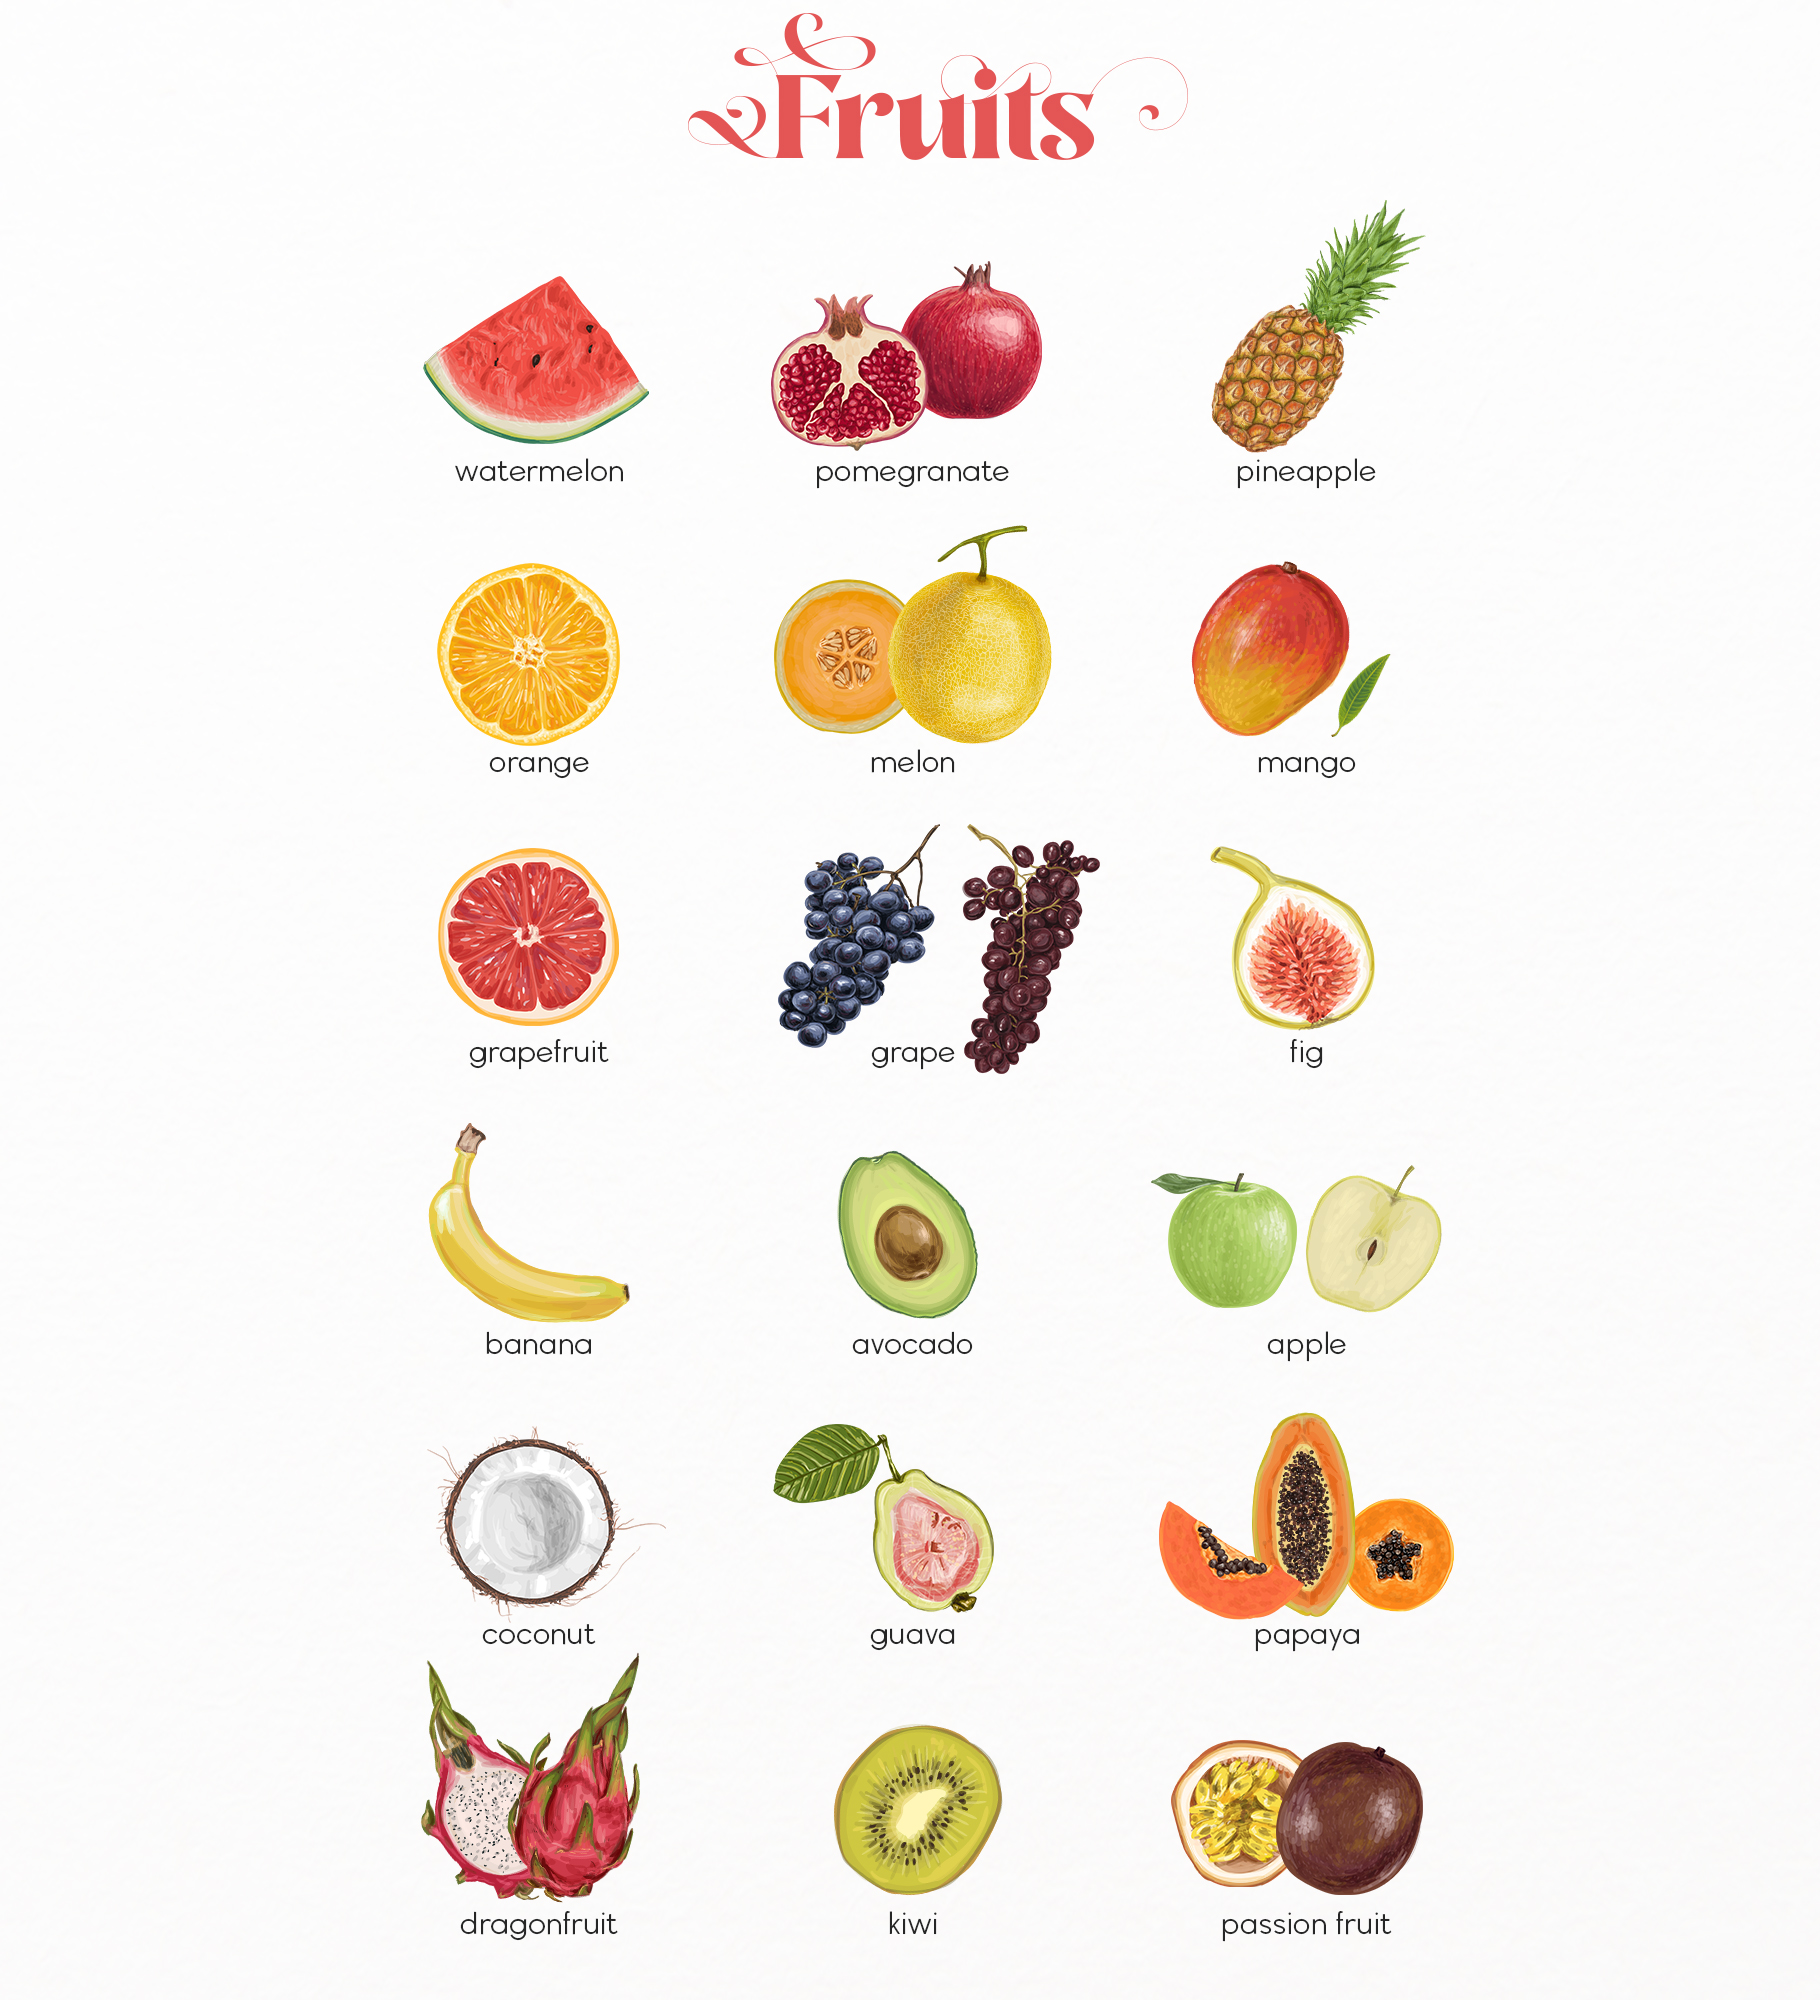 Fruits
watermelon
pomegranate
pineapple
orange
melon
mango
grapefruit
grape
fig
banana
avocado
apple
coconut
guava
papaya
dragonfruit
kiwi
passion fruit